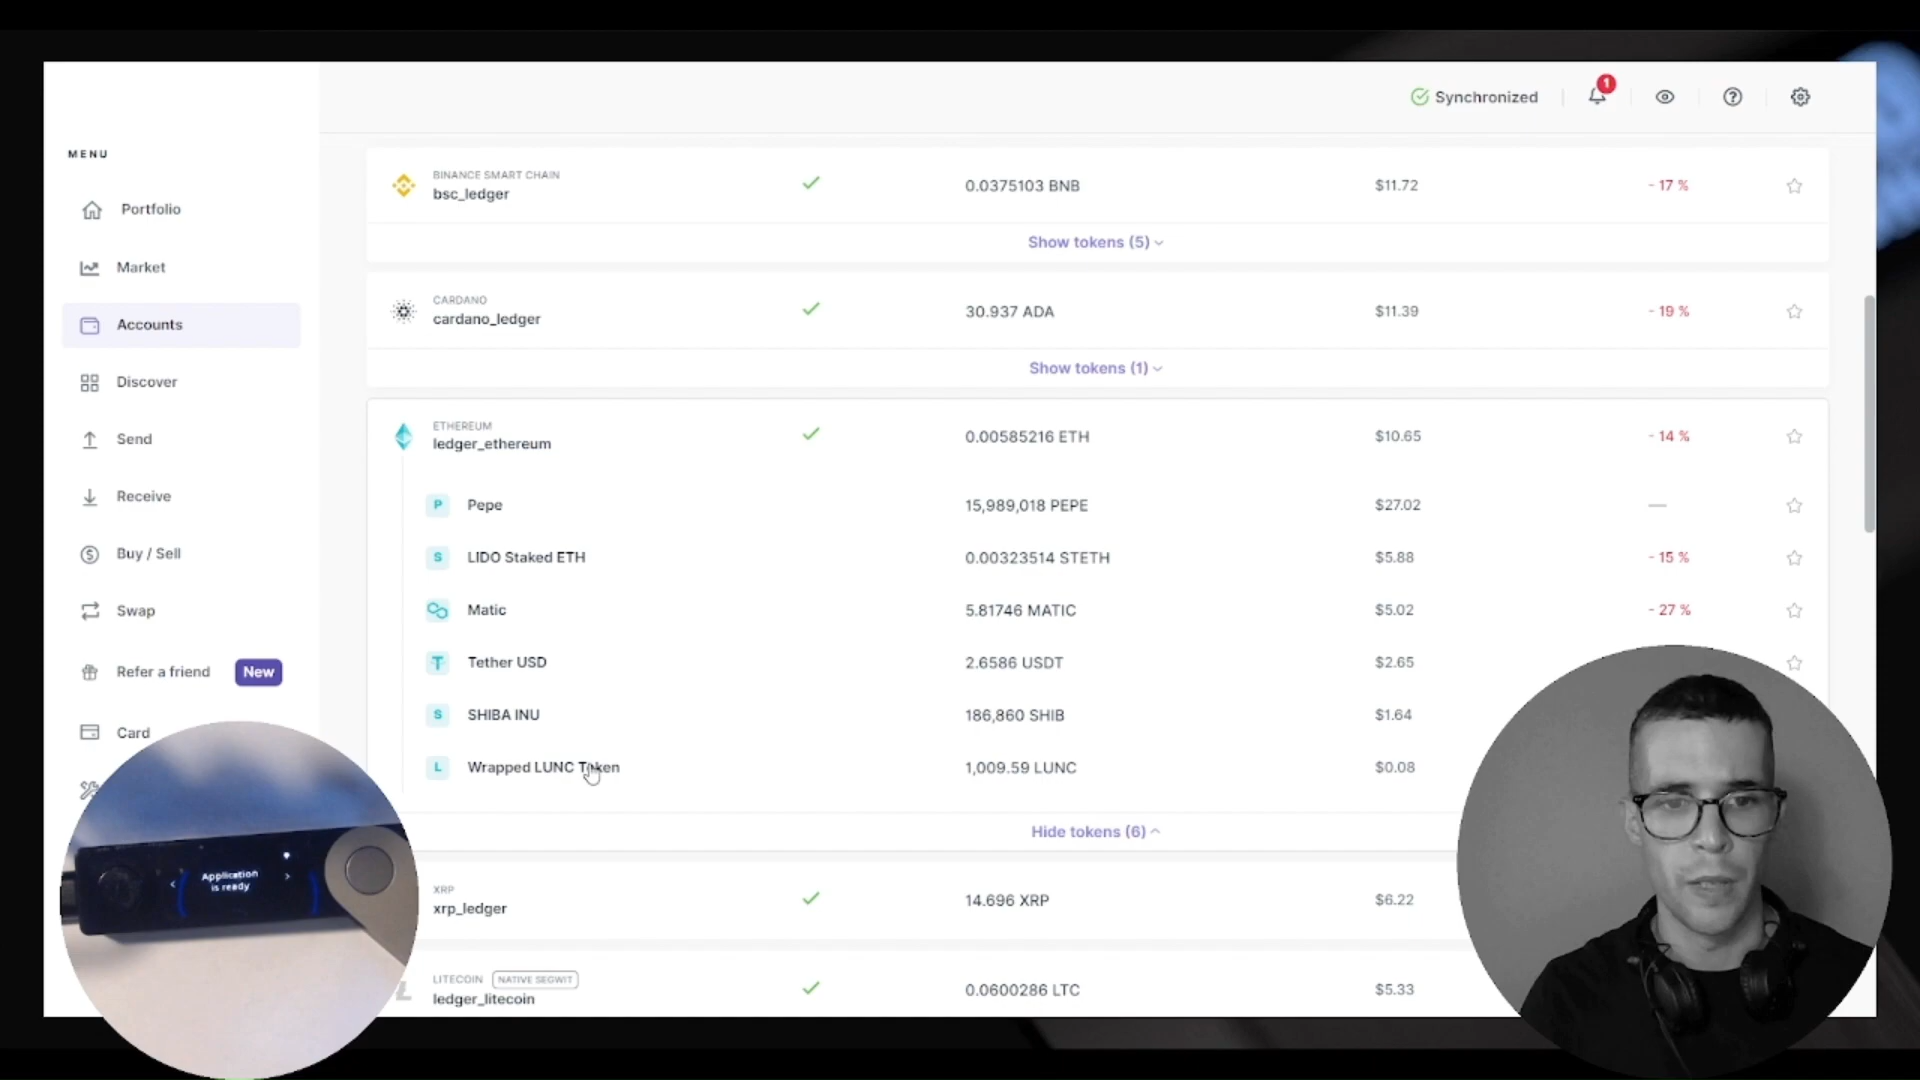 Synchronized
1
MENU
Portfolio
Market
Accounts
Discover
Send
Receive
Buy / Sell
Swap
Refer a friend New
Card
BINANCE SMART CHAIN
bsc_ledger
0.0375103 BNB
$11.72
- 17 %
Show tokens (5)
CARDANO
cardano_ledger
30.937 ADA
$11.39
- 19 %
Show tokens (1)
ETHEREUM
ledger_ethereum
0.00585216 ETH
$10.65
- 14 %
P Pepe 15,989,018 PEPE $27.02 —
S LIDO Staked ETH 0.00323514 STETH $5.88 - 15 %
Matic 5.81746 MATIC $5.02 - 27 %
T Tether USD 2.6586 USDT $2.65
S SHIBA INU 186,860 SHIB $1.64
L Wrapped LUNC Token 1,009.59 LUNC $0.08
Hide tokens (6)
XRP
xrp_ledger
14.696 XRP
$6.22
LITECOIN NATIVE SEGWIT
ledger_litecoin
0.0600286 LTC
$5.33
Application
is ready